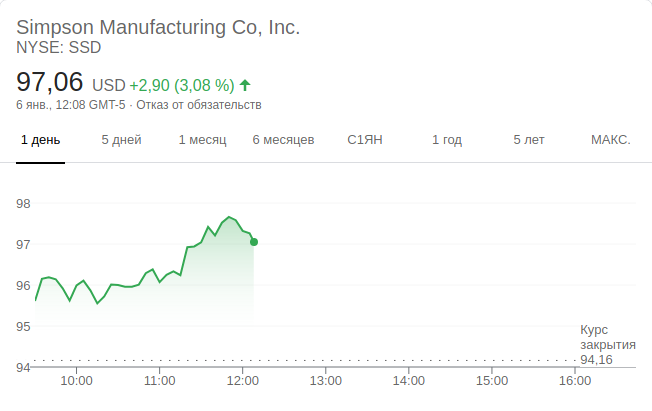 Simpson Manufacturing Co, Inc.
NYSE: SSD
97,06 USD +2,90 (3,08 %)
6 янв., 12:08 GMT-5 · Отказ от обязательств
1 день 5 дней 1 месяц 6 месяцев С1ЯН 1 год 5 лет МАКС.
98
97
96
95
94
Курс
закрытия
94,16
10:00 11:00 12:00 13:00 14:00 15:00 16:00